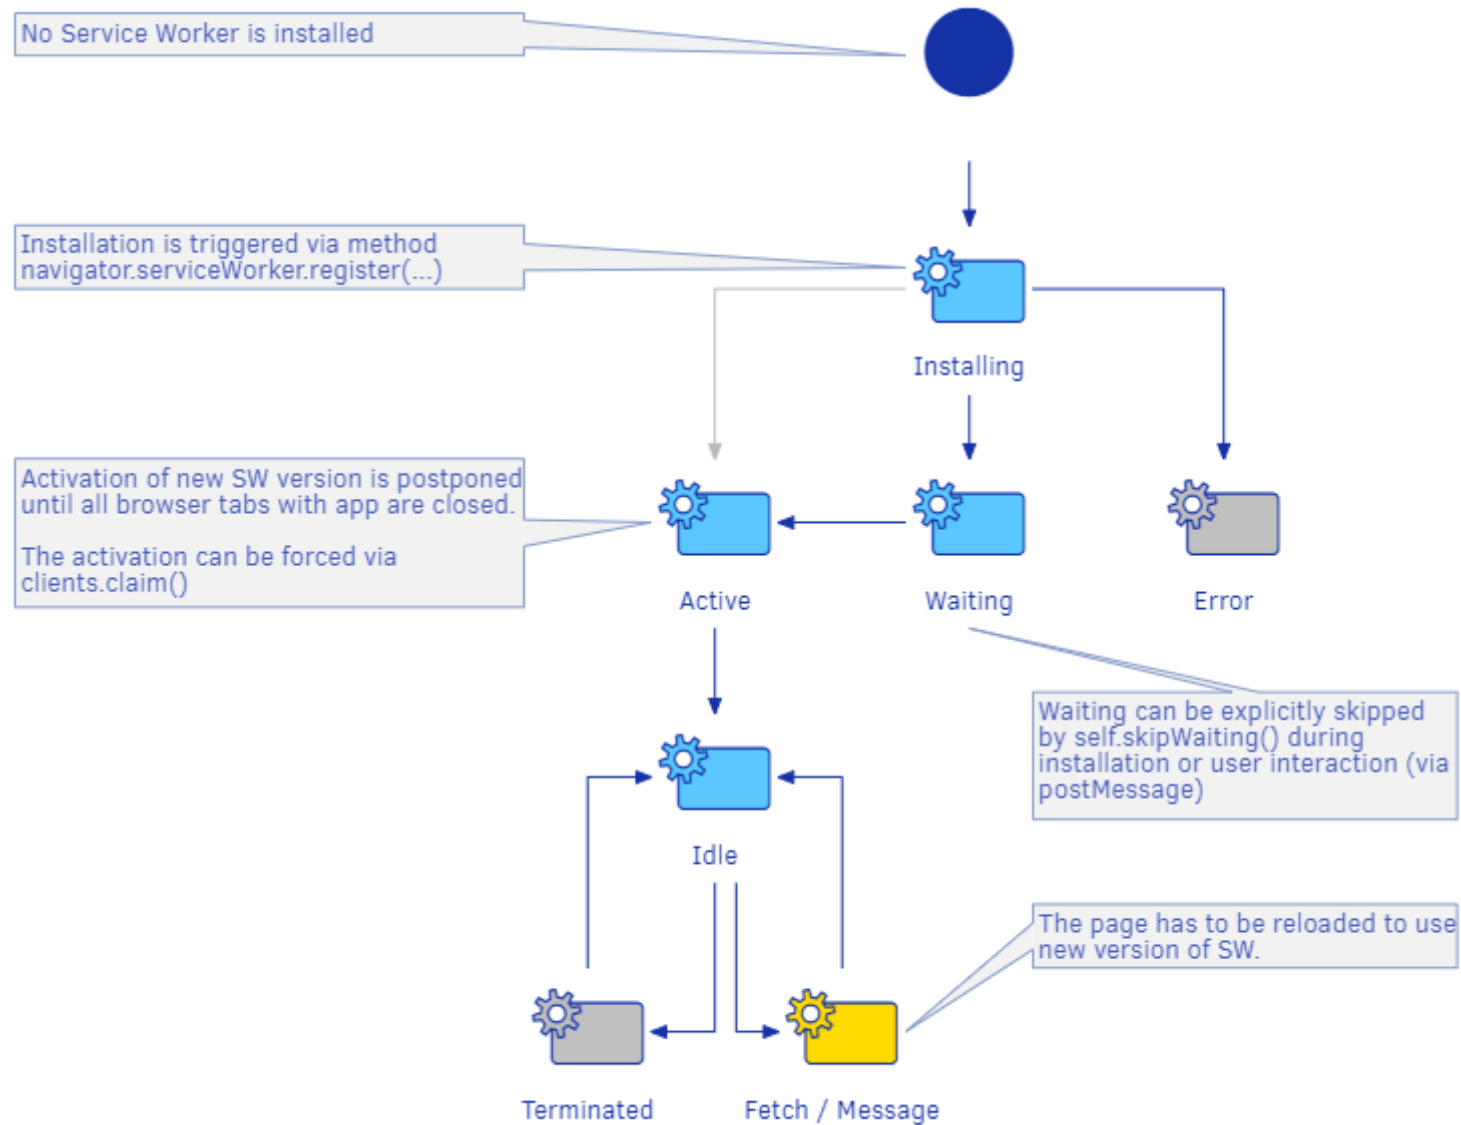 No Service Worker is installed
Installation is triggered via method
navigator.serviceWorker.register(...)
Installing
Activation of new SW version is postponed
until all browser tabs with app are closed.
The activation can be forced via
clients.claim()
Active
Waiting
Error
Waiting can be explicitly skipped
by self.skipWaiting() during
installation or user interaction (via
postMessage)
Idle
The page has to be reloaded to use
new version of SW.
Terminated
Fetch / Message